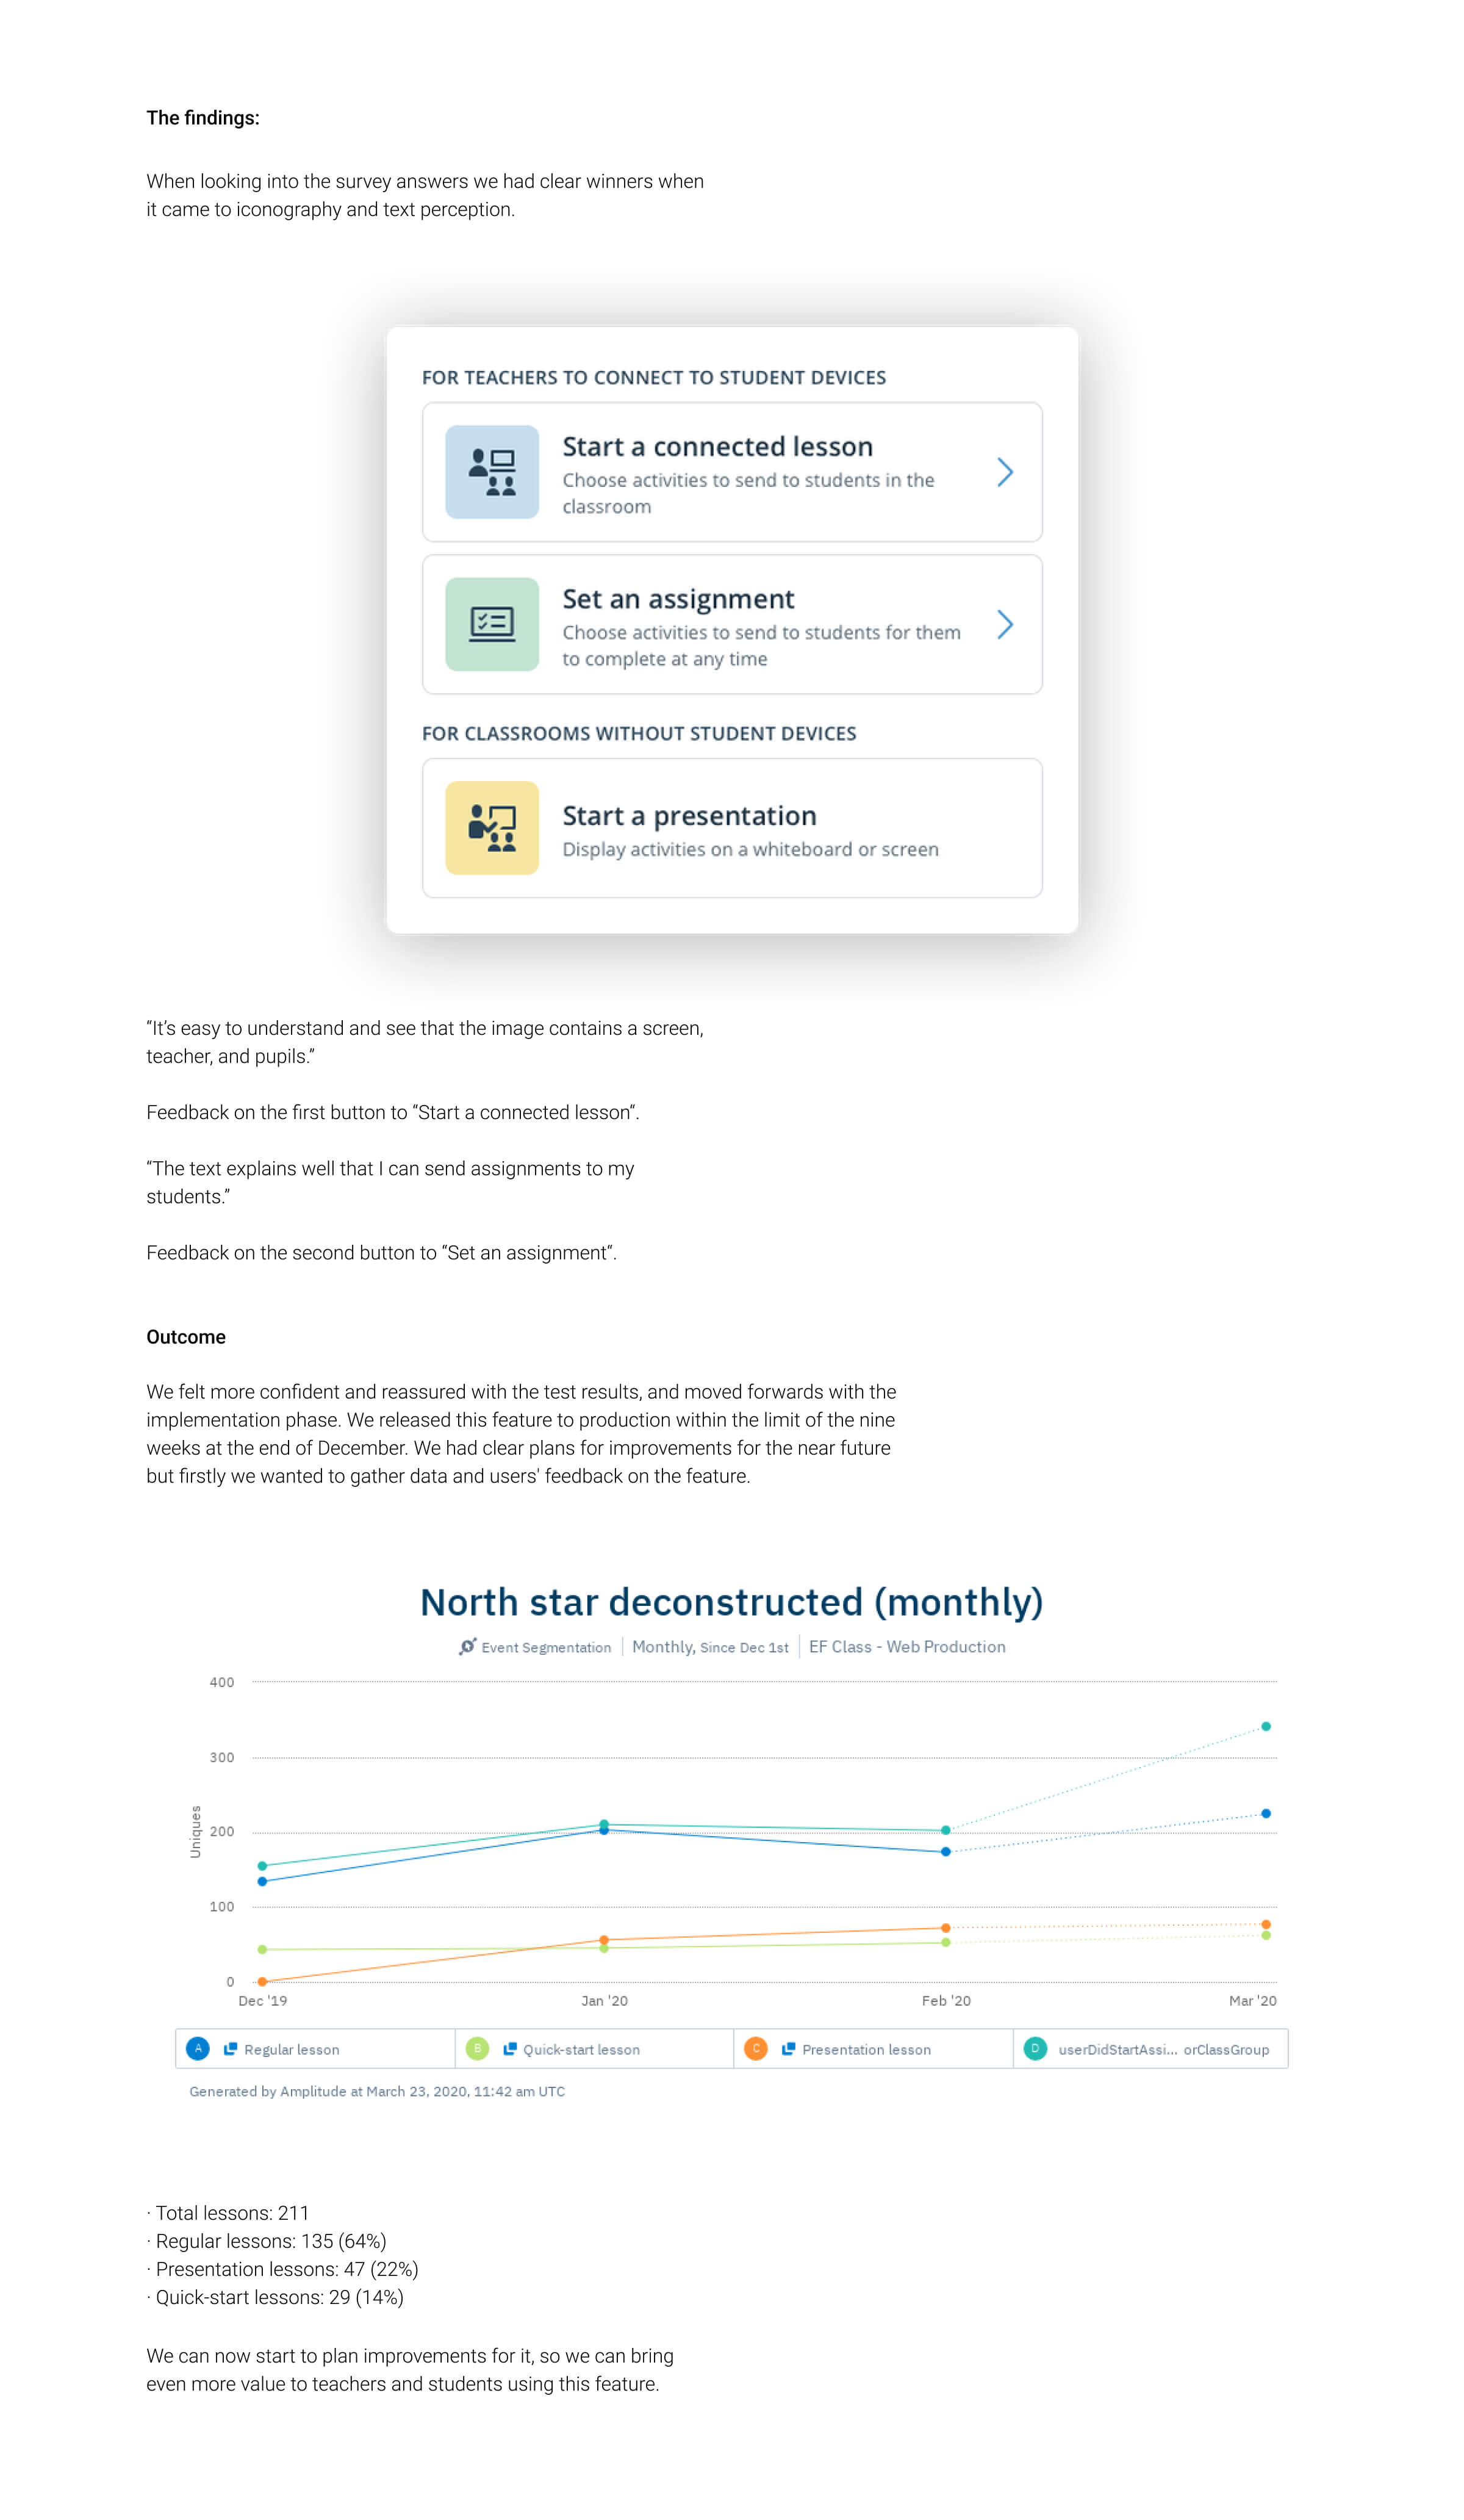 The findings:
When looking into the survey answers we had clear winners when
it came to iconography and text perception.
FOR TEACHERS TO CONNECT TO STUDENT DEVICES
Start a connected lesson
Choose activities to send to students in the
classroom
Set an assignment
Choose activities to send to students for them
to complete at any time
FOR CLASSROOMS WITHOUT STUDENT DEVICES
Start a presentation
Display activities on a whiteboard or screen
“It’s easy to understand and see that the image contains a screen,
teacher, and pupils.”
Feedback on the first button to “Start a connected lesson“.
“The text explains well that I can send assignments to my
students.”
Feedback on the second button to “Set an assignment“.
Outcome
We felt more confident and reassured with the test results, and moved forwards with the
implementation phase. We released this feature to production within the limit of the nine
weeks at the end of December. We had clear plans for improvements for the near future
but firstly we wanted to gather data and users' feedback on the feature.
North star deconstructed (monthly)
Event Segmentation Monthly, Since Dec 1st EF Class - Web Production
400
300
Uniques
200
100
0
Dec '19 Jan '20 Feb '20 Mar '20
A Regular lesson B Quick-start lesson C Presentation lesson D userDidStartAssi... orClassGroup
Generated by Amplitude at March 23, 2020, 11:42 am UTC
· Total lessons: 211
· Regular lessons: 135 (64%)
· Presentation lessons: 47 (22%)
· Quick-start lessons: 29 (14%)
We can now start to plan improvements for it, so we can bring
even more value to teachers and students using this feature.